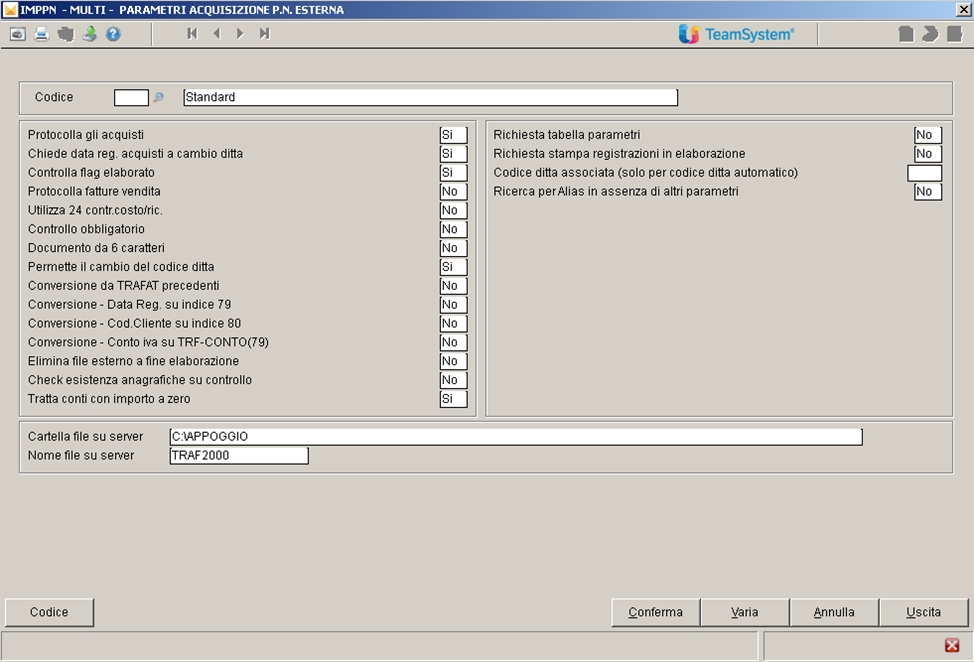 IMPPN - MULTI - PARAMETRI ACQUISIZIONE P.N. ESTERNA
TeamSystem®
Codice Standard
Protocolla gli acquisti Si
Chiede data reg. acquisti a cambio ditta Si
Controlla flag elaborato Si
Protocolla fatture vendita No
Utilizza 24 contr.costo/ric. No
Controllo obbligatorio No
Documento da 6 caratteri No
Permette il cambio del codice ditta Si
Conversione da TRAFAT precedenti No
Conversione - Data Reg. su indice 79 No
Conversione - Cod.Cliente su indice 80 No
Conversione - Conto iva su TRF-CONTO(79) No
Elimina file esterno a fine elaborazione No
Check esistenza anagrafiche su controllo No
Tratta conti con importo a zero Si
Richiesta tabella parametri No
Richiesta stampa registrazioni in elaborazione No
Codice ditta associata (solo per codice ditta automatico)
Ricerca per Alias in assenza di altri parametri No
Cartella file su server C:\APPOGGIO
Nome file su server TRAF2000
Codice Conferma Varia Annulla Uscita